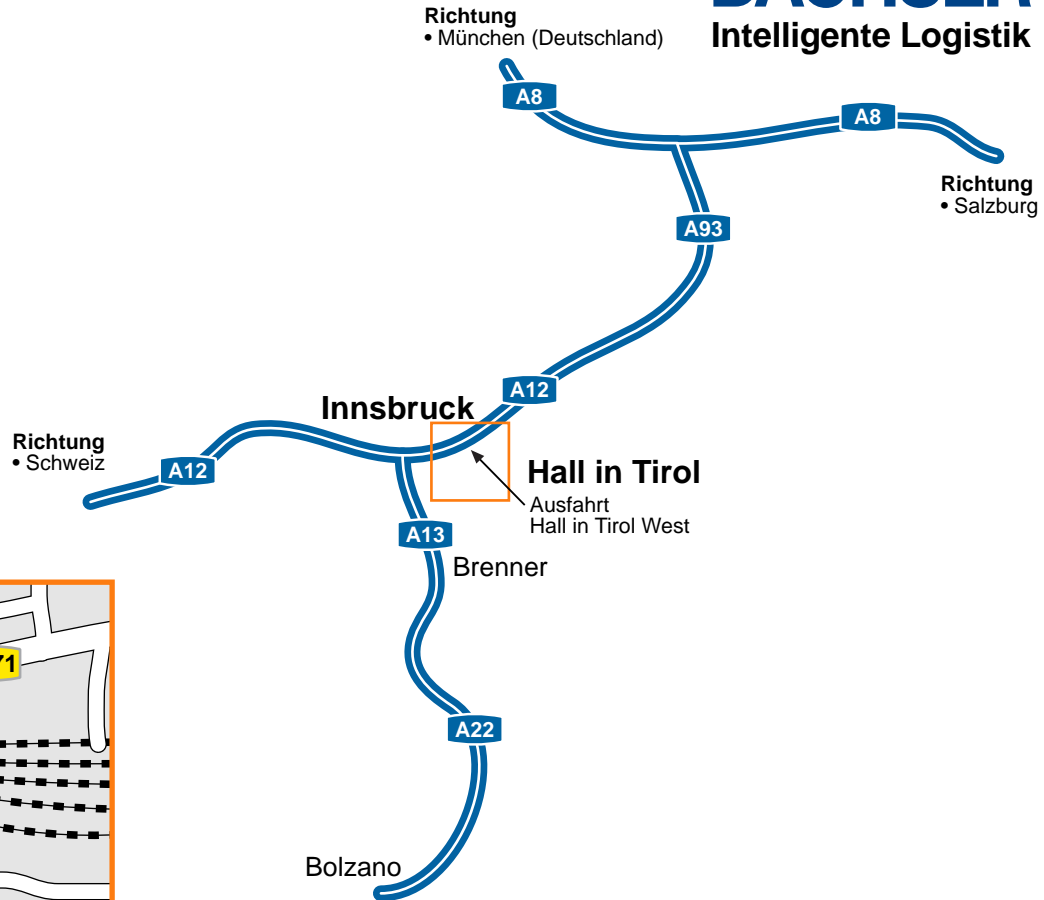 Richtung
• München (Deutschland)
Intelligente Logistik
A8
A8
Richtung
• Salzburg
A93
A12
Innsbruck
Richtung
• Schweiz
A12
Hall in Tirol
Ausfahrt
Hall in Tirol West
A13
Brenner
71
A22
Bolzano